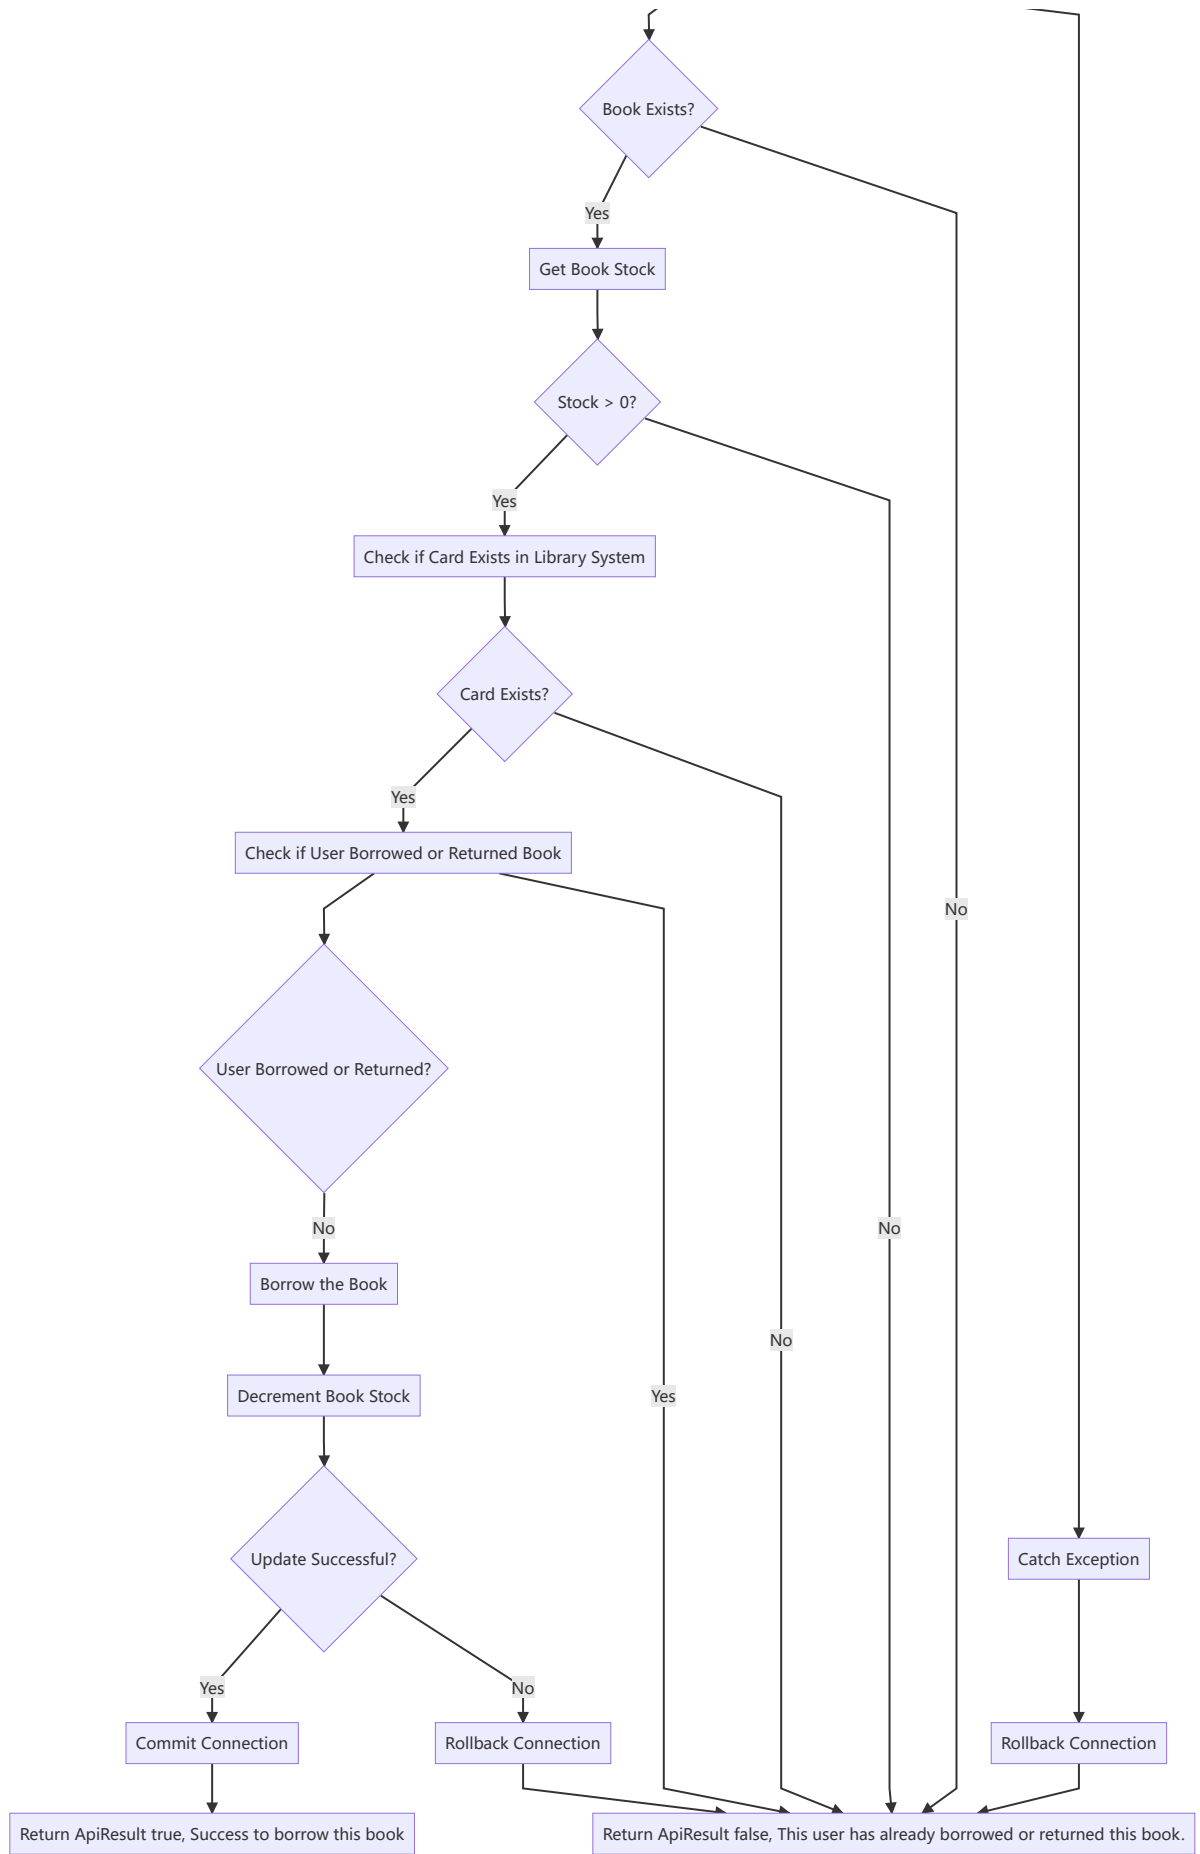 Book Exists?
Yes
Get Book Stock
Stock > 0?
Yes
Check if Card Exists in Library System
Card Exists?
Yes
Check if User Borrowed or Returned Book
No
User Borrowed or Returned?
No
No
Borrow the Book
No
Decrement Book Stock
Yes
Update Successful?
Catch Exception
Yes
No
Commit Connection
Rollback Connection
Rollback Connection
Return ApiResult true, Success to borrow this book
Return ApiResult false, This user has already borrowed or returned this book.